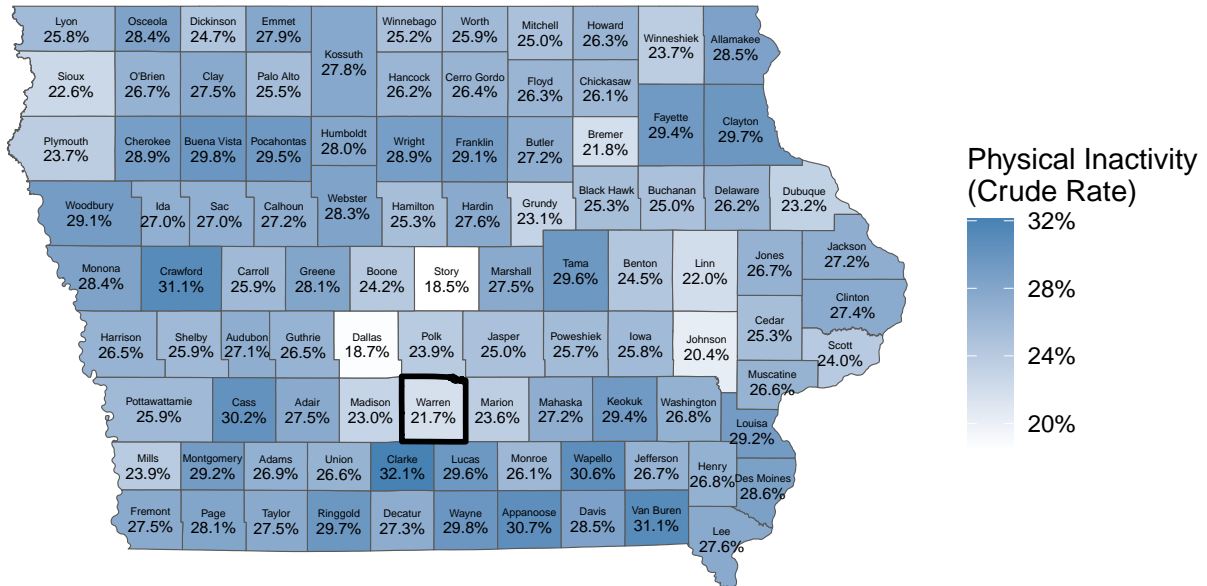 Lyon
25.8%
Osceola
28.4%
Dickinson
24.7%
Emmet
27.9%
Kossuth
27.8%
Winnebago
25.2%
Worth
25.9%
Mitchell
25.0%
Howard
26.3%
Winneshiek
23.7%
Allamakee
28.5%
Sioux
22.6%
O'Brien
26.7%
Clay
27.5%
Palo Alto
25.5%
Hancock
26.2%
Cerro Gordo
26.4%
Floyd
26.3%
Chickasaw
26.1%
Fayette
29.4%
Clayton
29.7%
Plymouth
23.7%
Cherokee
28.9%
Buena Vista
29.8%
Pocahontas
29.5%
Humboldt
28.0%
Wright
28.9%
Franklin
29.1%
Butler
27.2%
Bremer
21.8%
Woodbury
29.1%
Ida
27.0%
Sac
27.0%
Calhoun
27.2%
Webster
28.3%
Hamilton
25.3%
Hardin
27.6%
Grundy
23.1%
Black Hawk
25.3%
Buchanan
25.0%
Delaware
26.2%
Dubuque
23.2%
Monona
28.4%
Crawford
31.1%
Carroll
25.9%
Greene
28.1%
Boone
24.2%
Story
18.5%
Marshall
27.5%
Tama
29.6%
Benton
24.5%
Linn
22.0%
Jones
26.7%
Jackson
27.2%
Clinton
27.4%
Harrison
26.5%
Shelby
25.9%
Audubon
27.1%
Guthrie
26.5%
Dallas
18.7%
Polk
23.9%
Jasper
25.0%
Poweshiek
25.7%
Iowa
25.8%
Johnson
20.4%
Cedar
25.3%
Scott
24.0%
Muscatine
26.6%
Pottawattamie
25.9%
Cass
30.2%
Adair
27.5%
Madison
23.0%
Warren
21.7%
Marion
23.6%
Mahaska
27.2%
Keokuk
29.4%
Washington
26.8%
Louisa
29.2%
Mills
23.9%
Montgomery
29.2%
Adams
26.9%
Union
26.6%
Clarke
32.1%
Lucas
29.6%
Monroe
26.1%
Wapello
30.6%
Jefferson
26.7%
Henry
26.8%
Des Moines
28.6%
Fremont
27.5%
Page
28.1%
Taylor
27.5%
Ringgold
29.7%
Decatur
27.3%
Wayne
29.8%
Appanoose
30.7%
Davis
28.5%
Van Buren
31.1%
Lee
27.6%
Physical Inactivity
(Crude Rate)
32%
28%
24%
20%